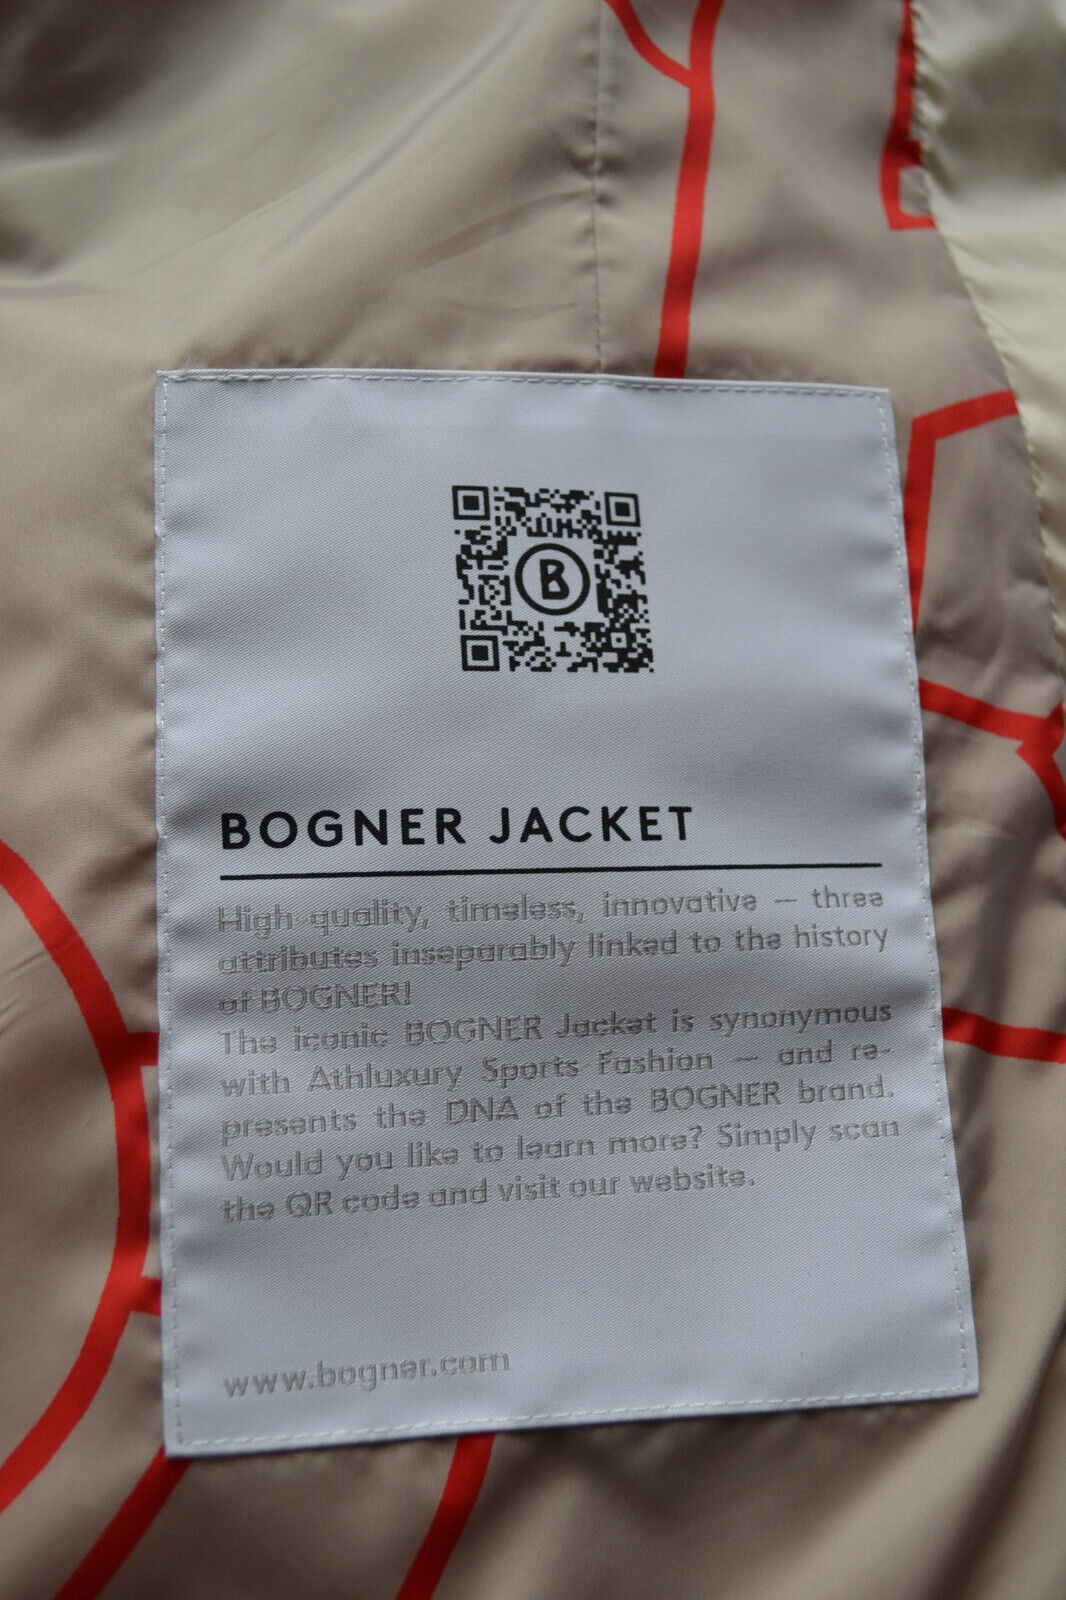 B
BOGNER JACKET
High-quality, timeless, innovative – three
attributes inseparably linked to the history
of BOGNER!
The iconic BOGNER Jacket is synonymous
with Athluxury Sports Fashion – and re-
presents the DNA of the BOGNER brand.
Would you like to learn more? Simply scan
the QR code and visit our website.
www.bogner.com